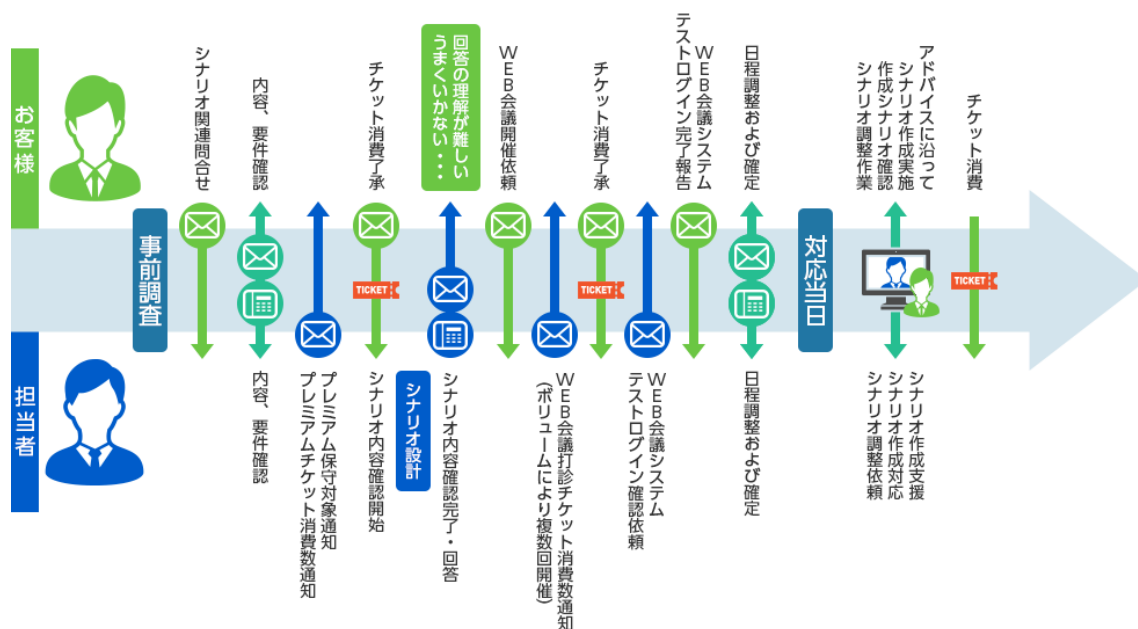 お客様
担当者
事前調査
シナリオ関連問合せ
内容、要件確認
内容、要件確認
プレミアム保守対象通知
プレミアムチケット消費数通知
チケット消費了承
TICKET
シナリオ内容確認開始
シナリオ設計
回答の理解が難しい
うまくいかない・・・
シナリオ内容確認完了・回答
WEB会議開催依頼
WEB会議打診チケット消費数通知
(ボリュームにより複数回開催)
チケット消費了承
TICKET
WEB会議システム
テストログイン確認依頼
WEB会議システム
テストログイン完了報告
日程調整および確定
日程調整および確定
対応当日
アドバイスに沿って
シナリオ作成実施
作成シナリオ確認
シナリオ調整作業
シナリオ作成支援
シナリオ作成対応
シナリオ調整依頼
チケット消費
TICKET